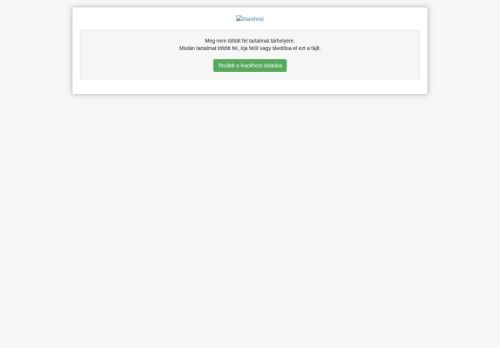 Rackhost
Még nem töltött fel tartalmat tárhelyére.
Miután tartalmat töltött fel, írja felül vagy távolítsa el ezt a fájlt.
Tovább a Rackhost oldalára